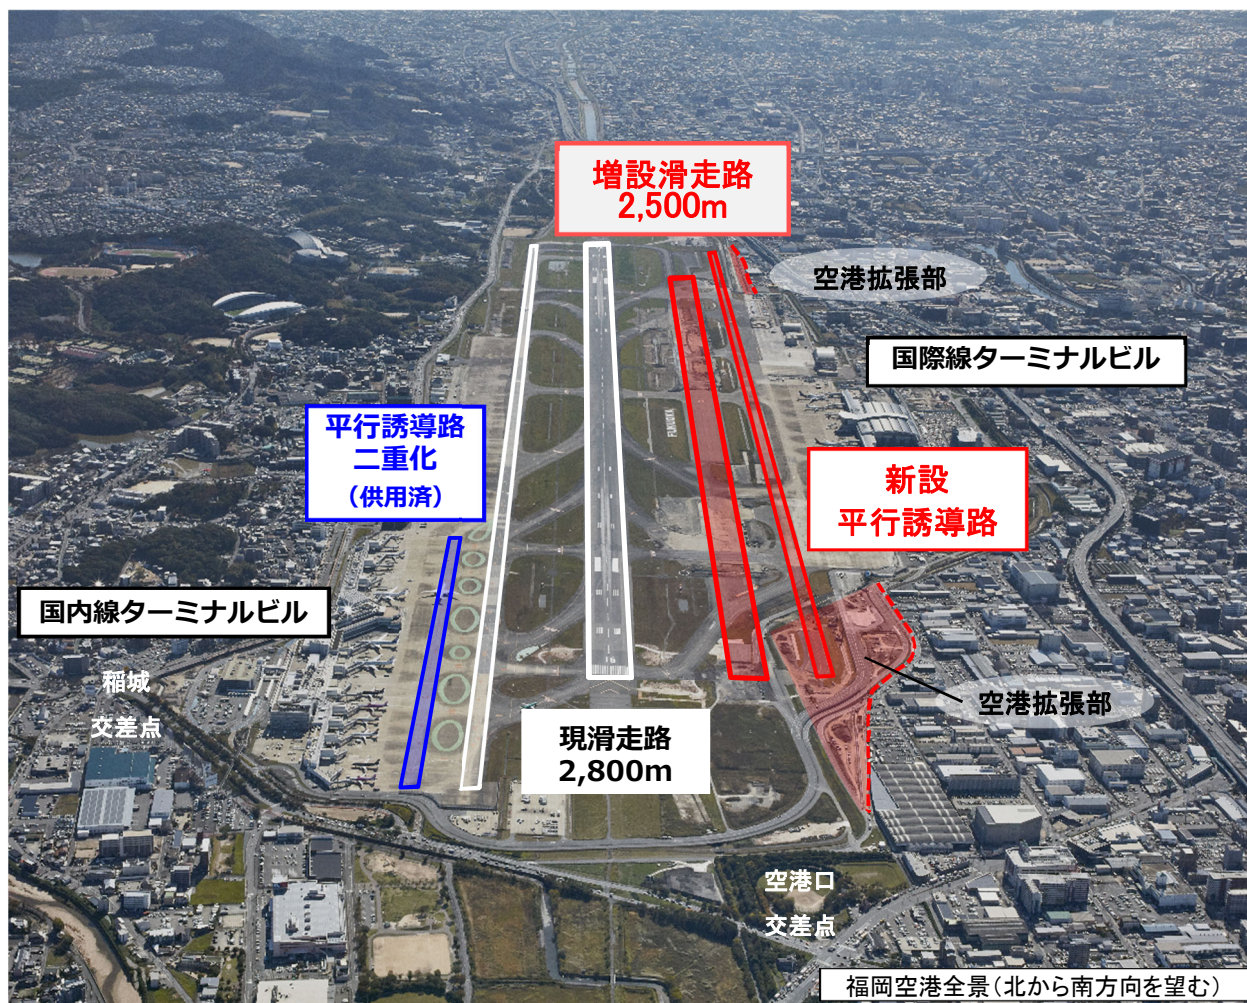 増設滑走路
2,500m
空港拡張部
国際線ターミナルビル
平行誘導路
二重化
（供用済）
FUKUOKA
新設
平行誘導路
国内線ターミナルビル
16
稲城
交差点
空港拡張部
現滑走路
2,800m
空港口
交差点
福岡空港全景（北から南方向を望む）